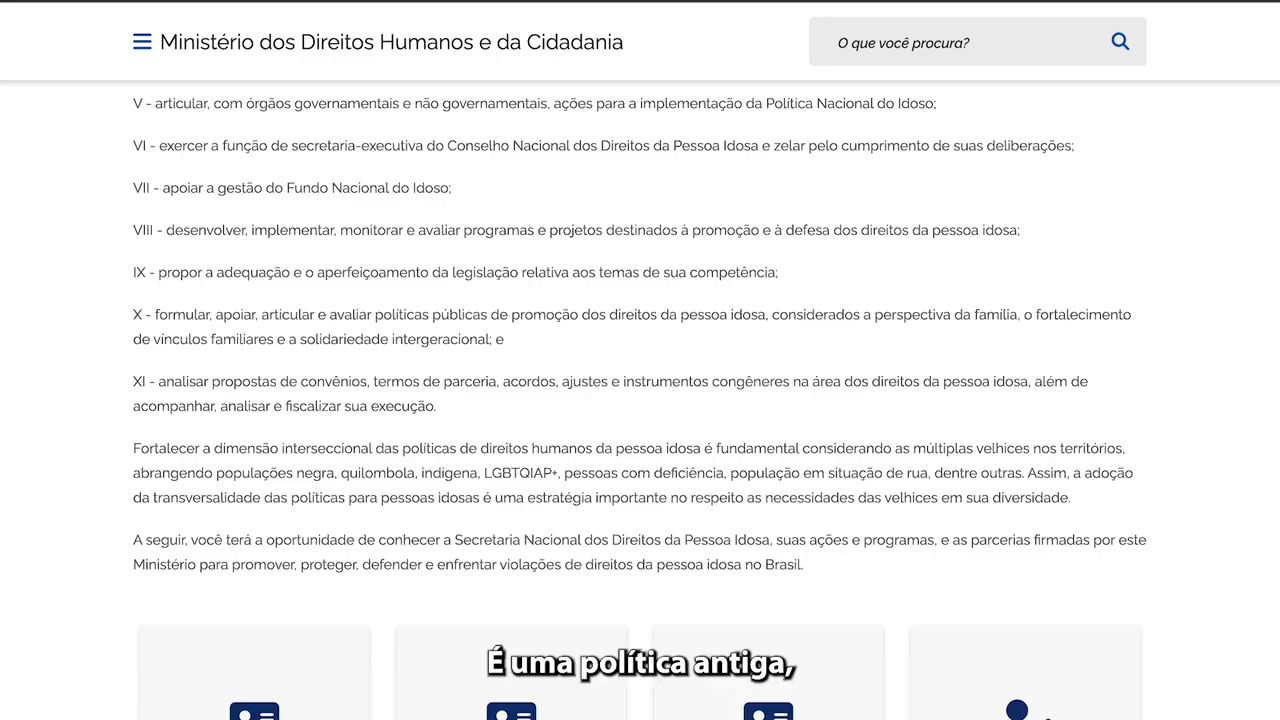 Ministério dos Direitos Humanos e da Cidadania
O que você procura?
V - articular, com órgãos governamentais e não governamentais, ações para a implementação da Política Nacional do Idoso;
VI - exercer a função de secretaria-executiva do Conselho Nacional dos Direitos da Pessoa Idosa e zelar pelo cumprimento de suas deliberações;
VII - apoiar a gestão do Fundo Nacional do Idoso;
VIII - desenvolver, implementar, monitorar e avaliar programas e projetos destinados à promoção e à defesa dos direitos da pessoa idosa;
IX - propor a adequação e o aperfeiçoamento da legislação relativa aos temas de sua competência;
X - formular, apoiar, articular e avaliar políticas públicas de promoção dos direitos da pessoa idosa, considerados a perspectiva da família, o fortalecimento
de vínculos familiares e a solidariedade intergeracional; e
XI - analisar propostas de convênios, termos de parceria, acordos, ajustes e instrumentos congêneres na área dos direitos da pessoa idosa, além de
acompanhar, analisar e fiscalizar sua execução.
Fortalecer a dimensão interseccional das políticas de direitos humanos da pessoa idosa é fundamental considerando as múltiplas velhices nos territórios,
abrangendo populações negra, quilombola, indígena, LGBTQIAP+, pessoas com deficiência, população em situação de rua, dentre outras. Assim, a adoção
da transversalidade das políticas para pessoas idosas é uma estratégia importante no respeito as necessidades das velhices em sua diversidade.
A seguir, você terá a oportunidade de conhecer a Secretaria Nacional dos Direitos da Pessoa Idosa, suas ações e programas, e as parcerias firmadas por este
Ministério para promover, proteger, defender e enfrentar violações de direitos da pessoa idosa no Brasil.
É uma política antiga,